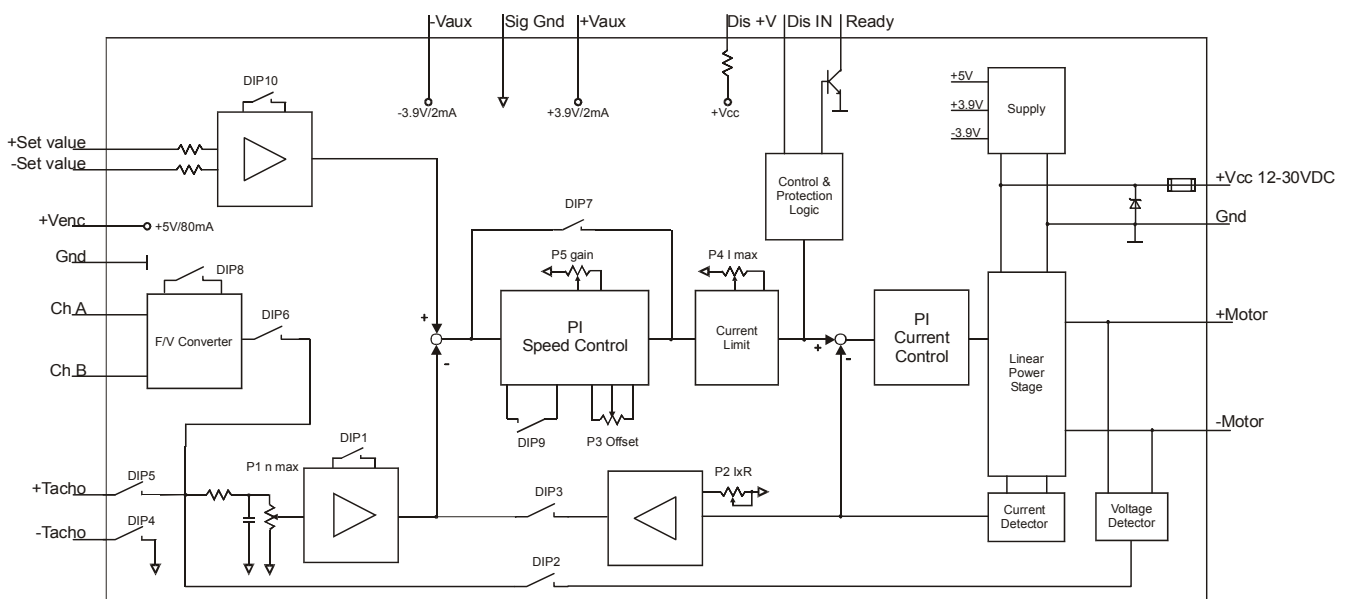 -Vaux
Sig Gnd
+Vaux
Dis +V
Dis IN
Ready
DIP10
-3.9V/2mA
+3.9V/2mA
+Vcc
+5V
+3.9V
-3.9V
Supply
+Set value
-Set value
Control &
Protection
Logic
+Vcc 12-30VDC
Gnd
+Venc
+5V/80mA
DIP7
Gnd
DIP8
P5 gain
P4 I max
Ch A
F/V Converter
DIP6
+
-
PI
Speed Control
Current
Limit
+
-
PI
Current
Control
Linear
Power
Stage
+Motor
Ch B
DIP9
P3 Offset
-Motor
DIP1
P1 n max
+Tacho
DIP5
DIP3
P2 IxR
Current
Detector
Voltage
Detector
-Tacho
DIP4
DIP2